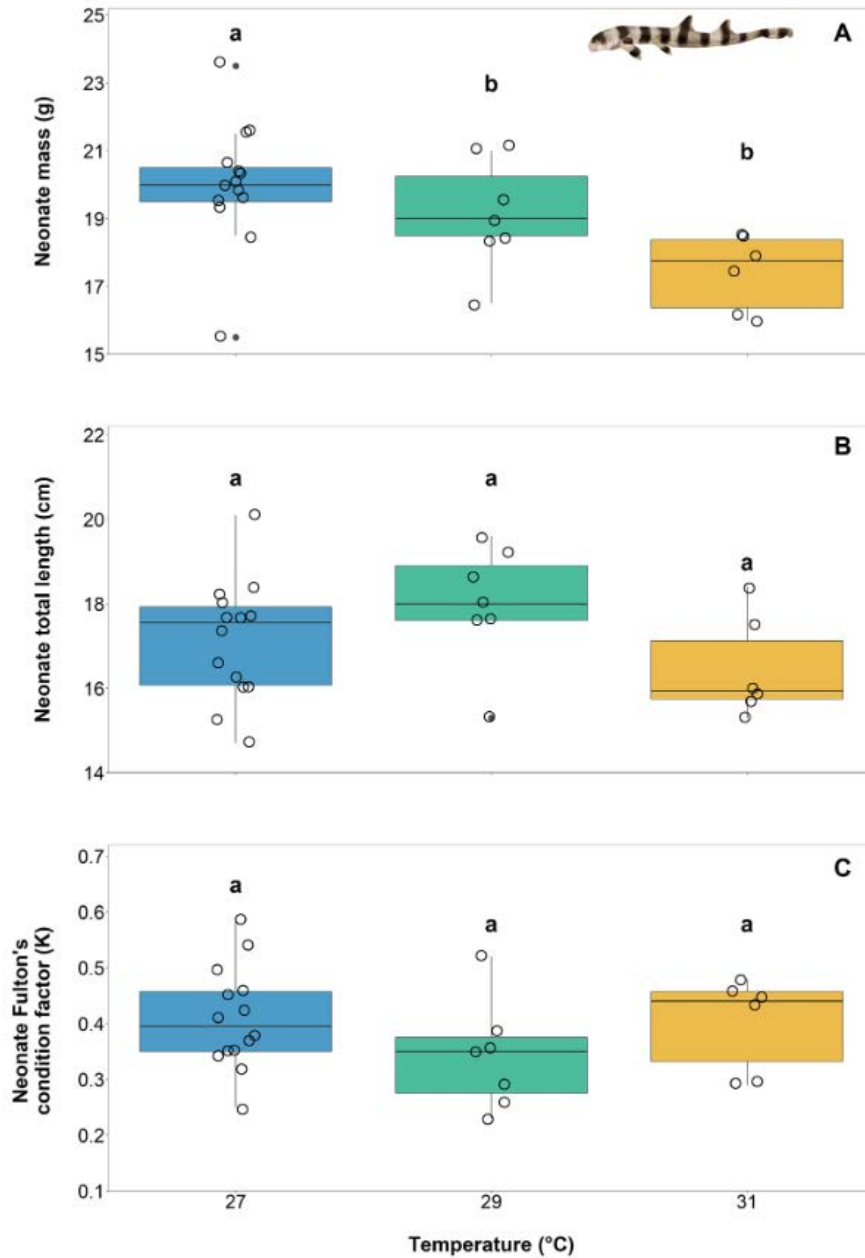 25
23
21
19
17
15
Neonate mass (g)
a
b
b
A
22
20
18
16
14
Neonate total length (cm)
a
a
a
B
0.7
0.6
0.5
0.4
0.3
0.2
0.1
Neonate Fulton's
condition factor (K)
a
a
a
C
27
29
31
Temperature (°C)